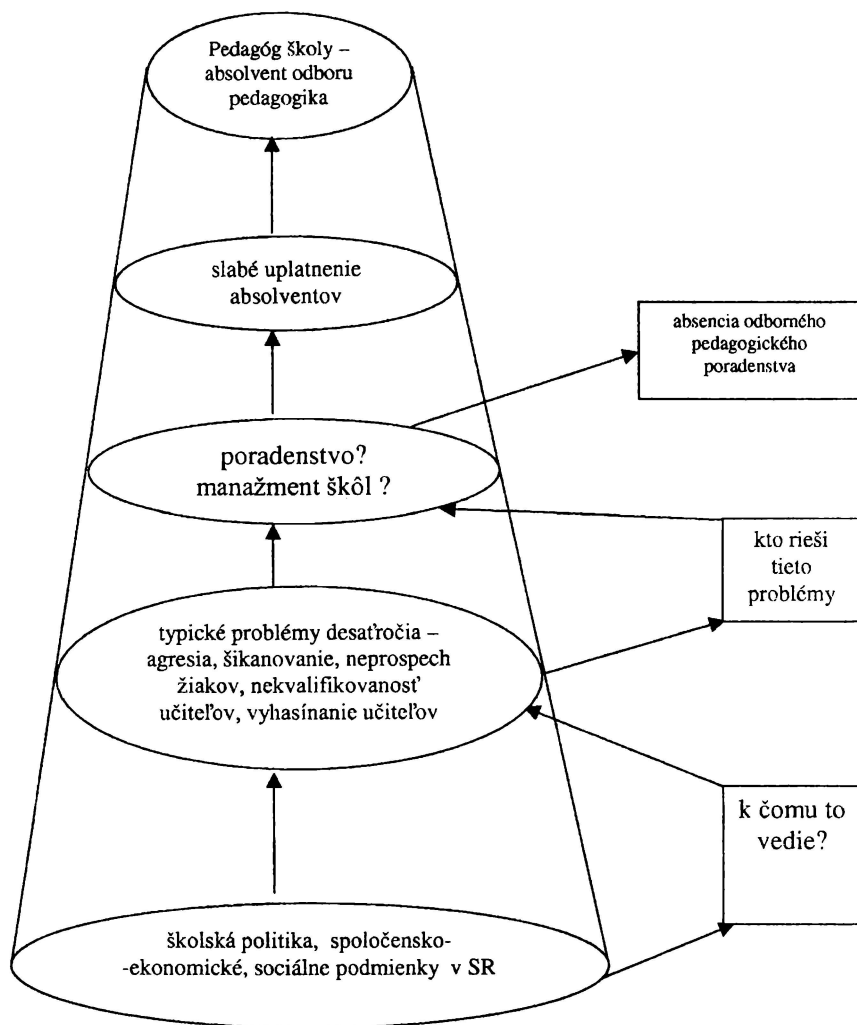 Pedagóg školy –
absolvent odboru
pedagogika
slabé uplatnenie
absolventov
absencia odborného
pedagogického
poradenstva
poradenstvo?
manažment škôl ?
kto rieši
tieto
problémy
typické problémy desaťročia –
agresia, šikanovanie, neprospech
žiakov, nekvalifikovanosť
učiteľov, vyhasínanie učiteľov
k čomu to
vedie?
školská politika, spoločensko-
-ekonomické, sociálne podmienky v SR